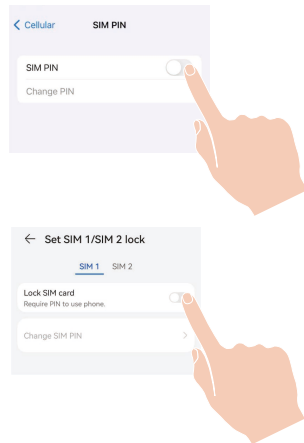 Cellular SIM PIN
SIM PIN
Change PIN
Set SIM 1/SIM 2 lock
SIM 1 SIM 2
Lock SIM card
Require PIN to use phone.
Change SIM PIN